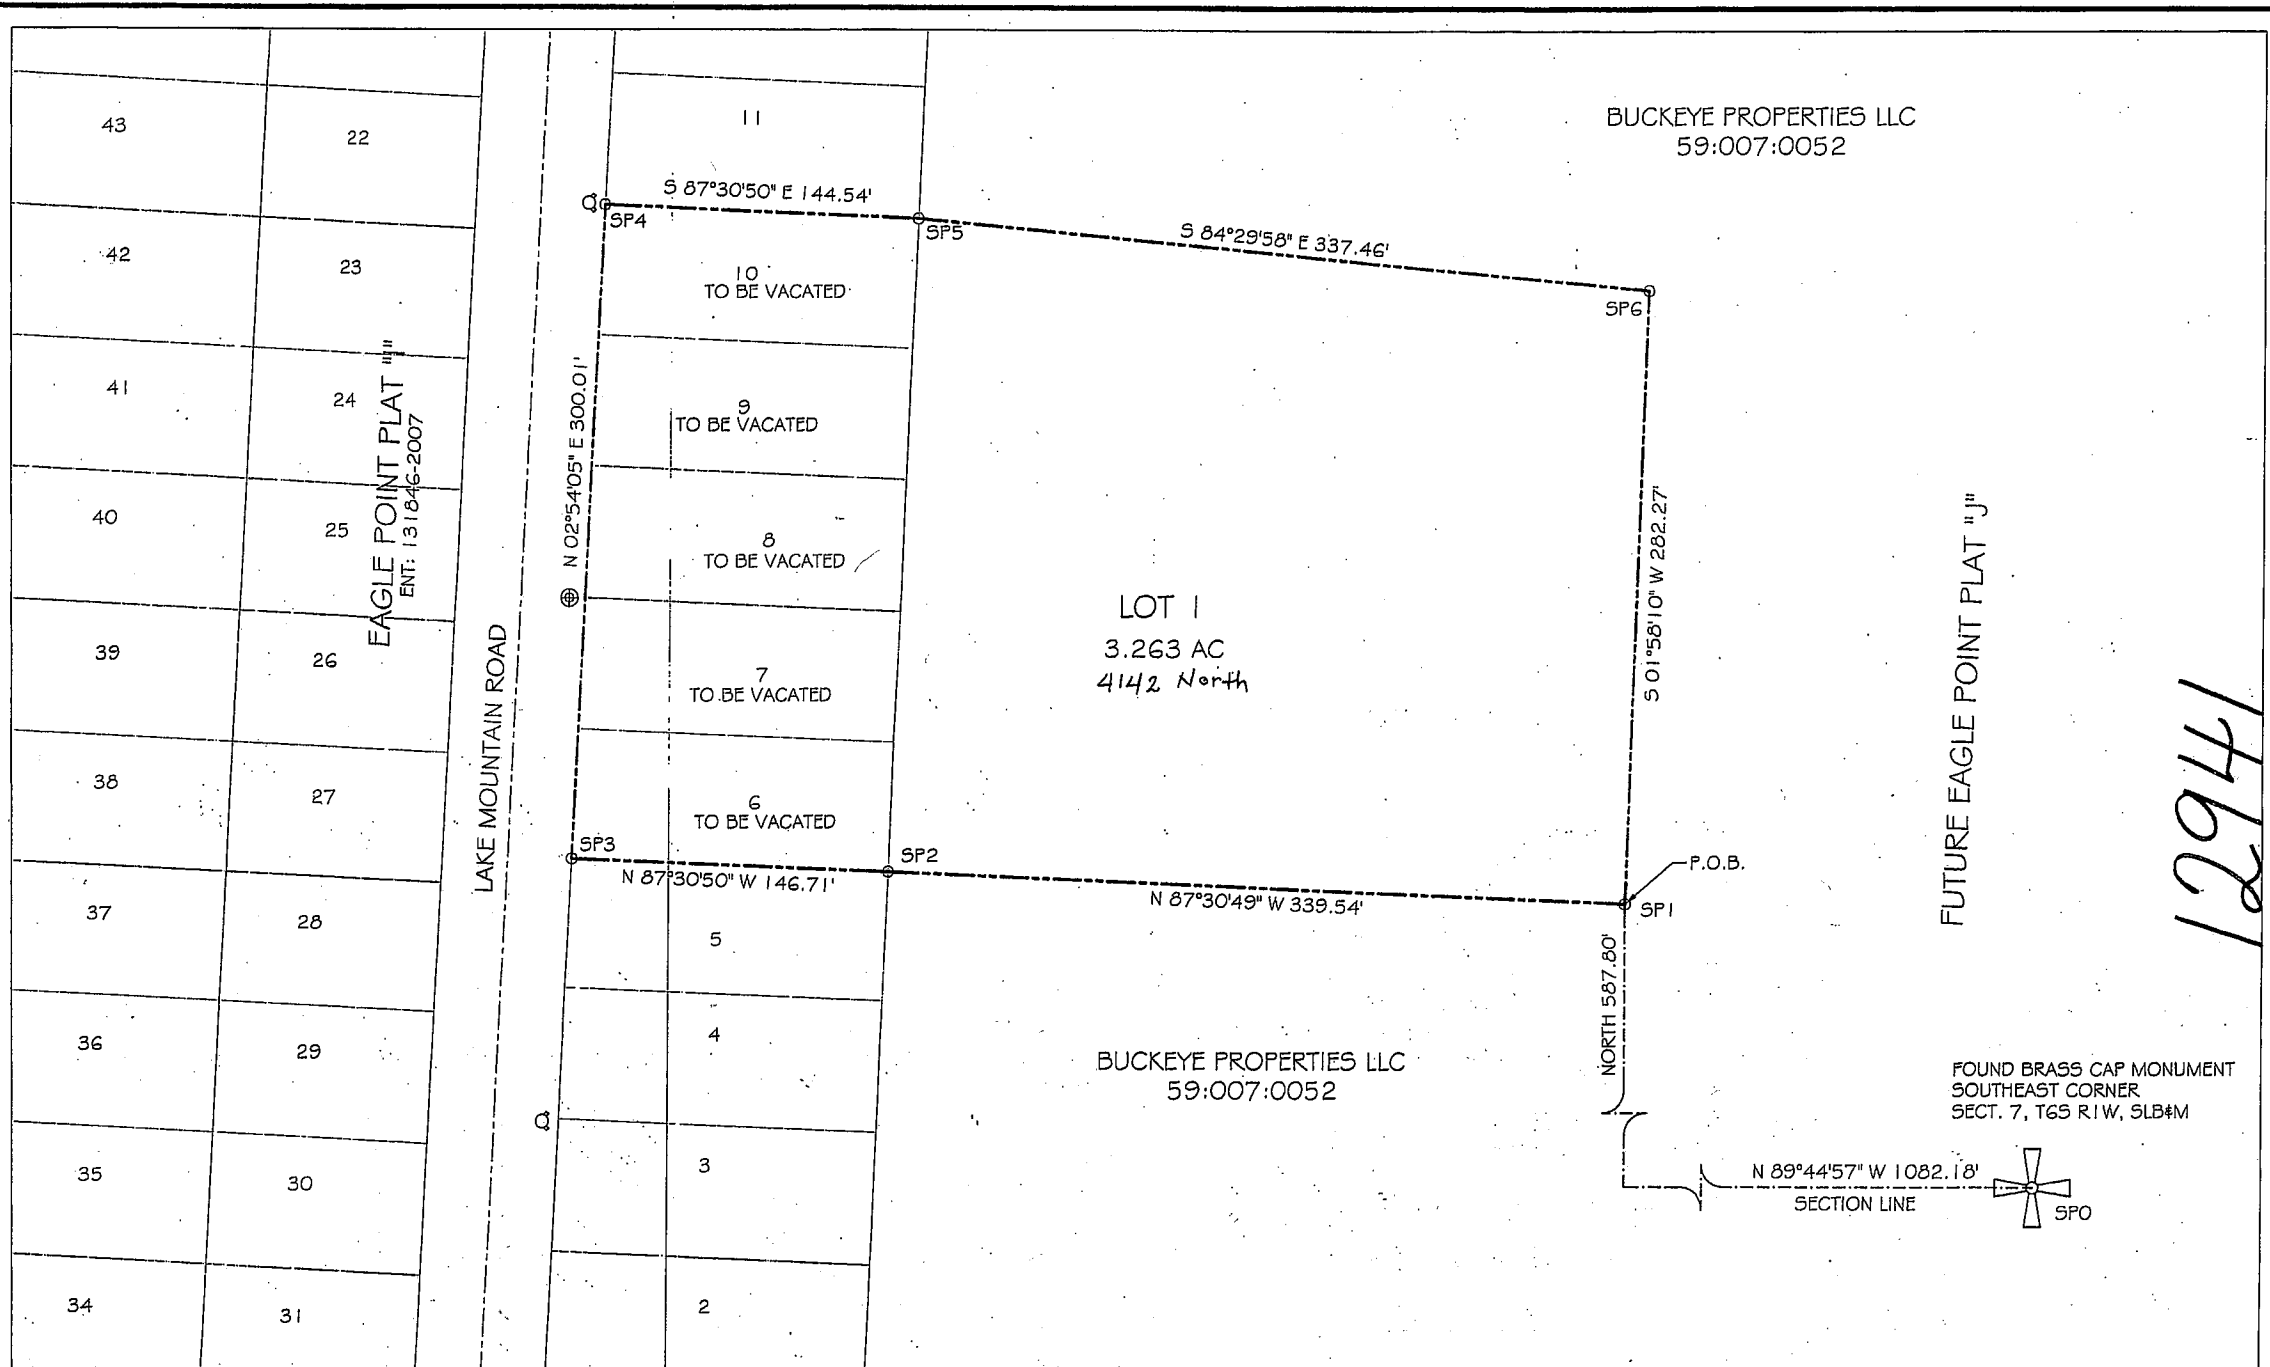 43
22
42
23
41
24
40
25
39
26
38
27
37
28
36
29
35
30
34
31
EAGLE POINT PLAT "I"
ENT: 131846-2007
LAKE MOUNTAIN ROAD
11
S 87°30'50" E 144.54'
SP4
SP5
S 84°29'58" E 337.46'
SP6
N 02°54'05" E 300.01'
10
TO BE VACATED
9
TO BE VACATED
8
TO BE VACATED
7
TO BE VACATED
6
TO BE VACATED
SP3
N 87°30'50" W 146.71'
SP2
N 87°30'49" W 339.54'
SP1
P.O.B.
S 01°58'10" W 282.27'
LOT 1
3.263 AC
4142 North
5
4
3
2
BUCKEYE PROPERTIES LLC
59:007:0052
BUCKEYE PROPERTIES LLC
59:007:0052
FUTURE EAGLE POINT PLAT "J"
12941
NORTH 587.80'
FOUND BRASS CAP MONUMENT
SOUTHEAST CORNER
SECT. 7, T6S R1W, SLB&M
N 89°44'57" W 1082.18'
SECTION LINE
SP0